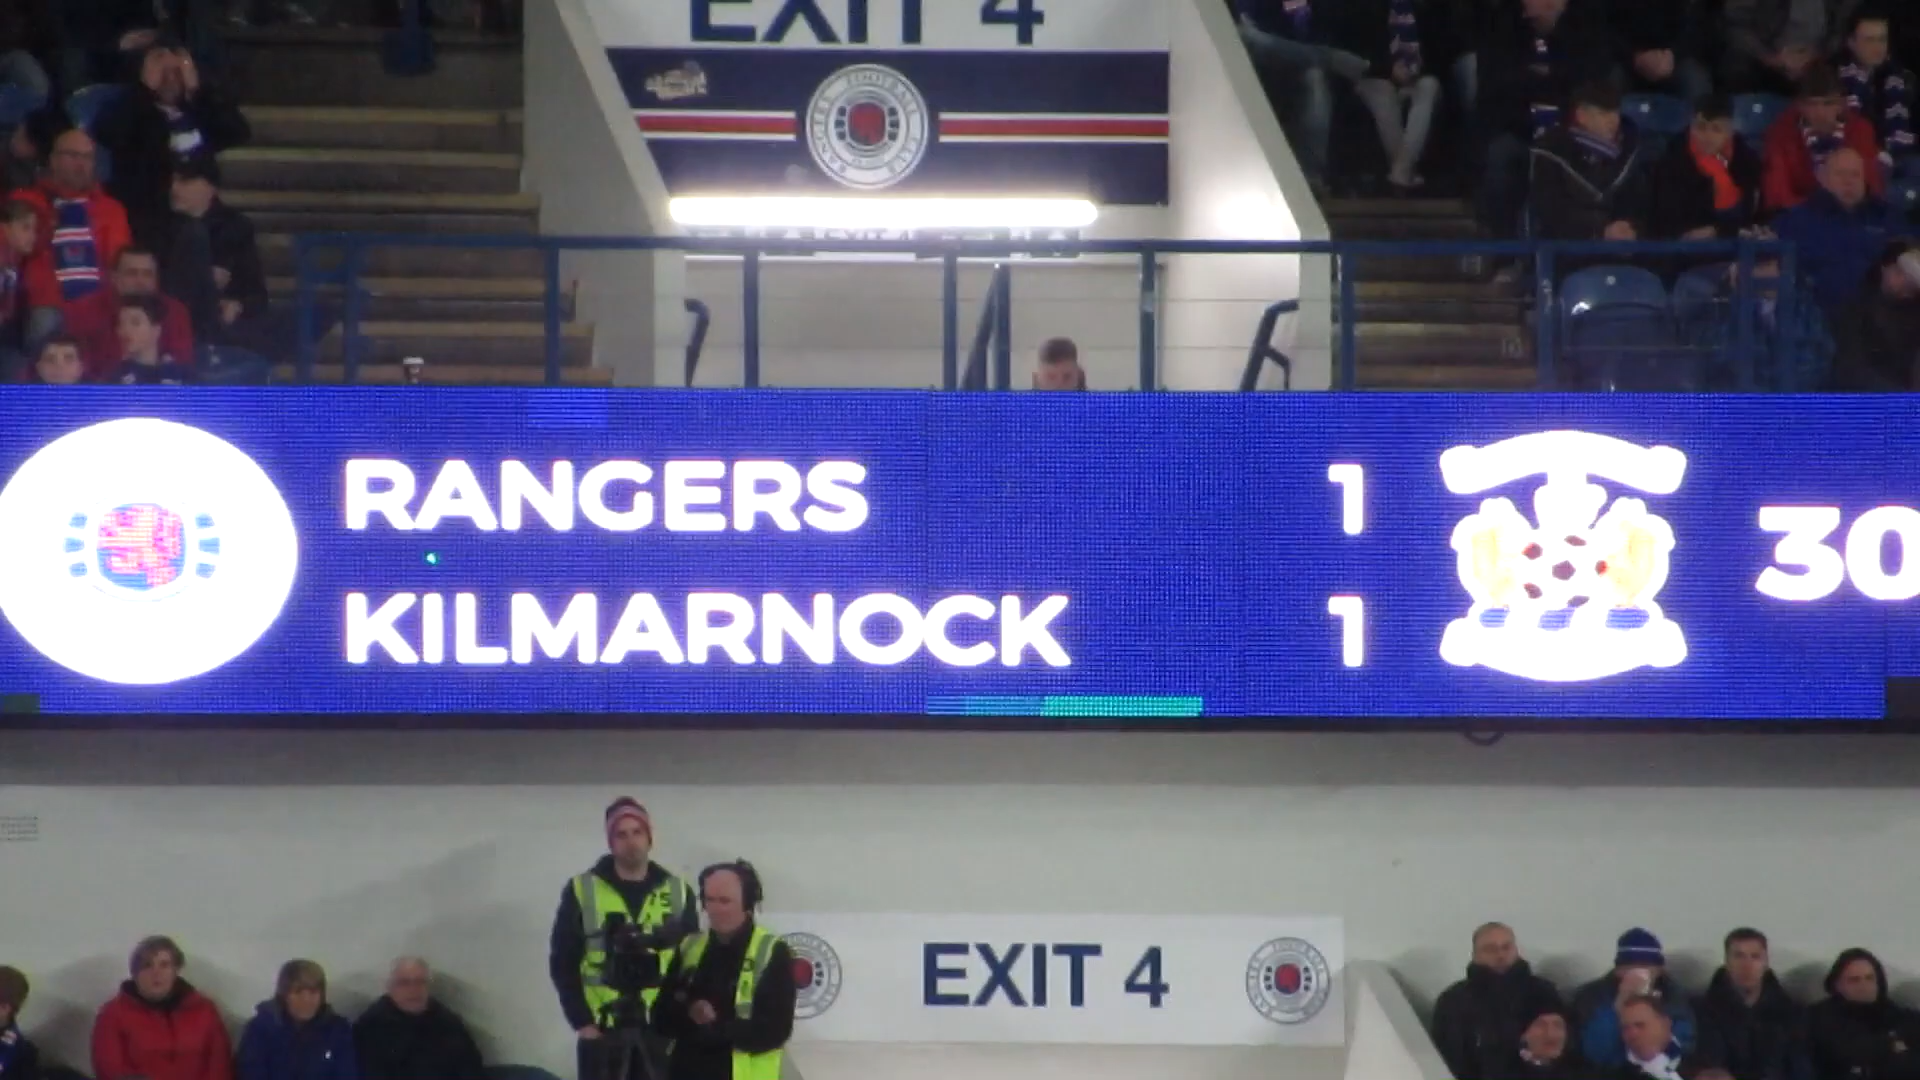 EXIT 4
RANGERS 1
KILMARNOCK 1
30
EXIT 4